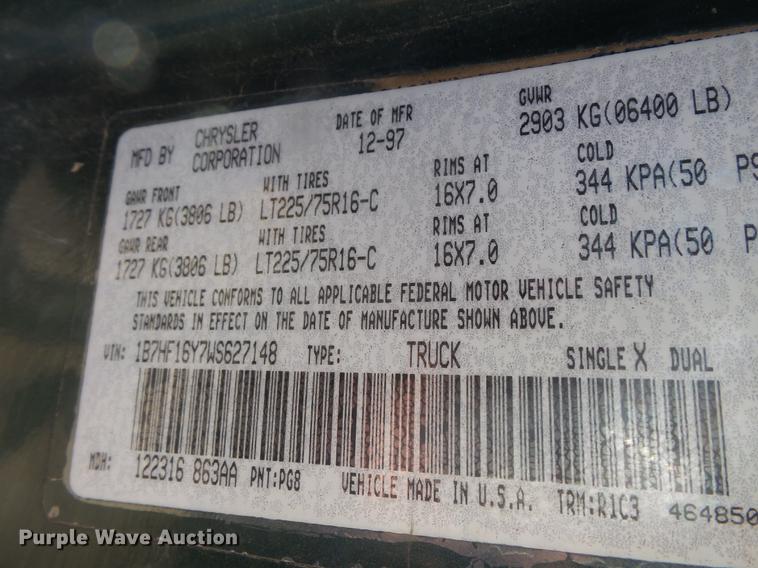 MFD BY CHRYSLER CORPORATION DATE OF MFR 12-97 GVWR 2903 KG(06400 LB)
GAWR FRONT WITH TIRES RIMS AT COLD
1727 KG(3806 LB) LT225/75R16-C 16X7.0 344 KPA(50 PS
GAWR REAR WITH TIRES RIMS AT COLD
1727 KG(3806 LB) LT225/75R16-C 16X7.0 344 KPA(50 P
THIS VEHICLE CONFORMS TO ALL APPLICABLE FEDERAL MOTOR VEHICLE SAFETY
STANDARDS IN EFFECT ON THE DATE OF MANUFACTURE SHOWN ABOVE.
VIN: 1B7HF16Y7WS627148 TYPE: TRUCK SINGLE X DUAL
MDH: 122316 863AA PNT:PG8 VEHICLE MADE IN U.S.A. TRM:R1C3 464850
Purple Wave Auction